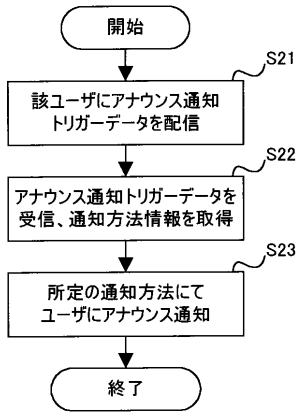 開始
S21
該ユーザにアナウンス通知
トリガーデータを配信
S22
アナウンス通知トリガーデータを
受信、通知方法情報を取得
S23
所定の通知方法にて
ユーザにアナウンス通知
終了